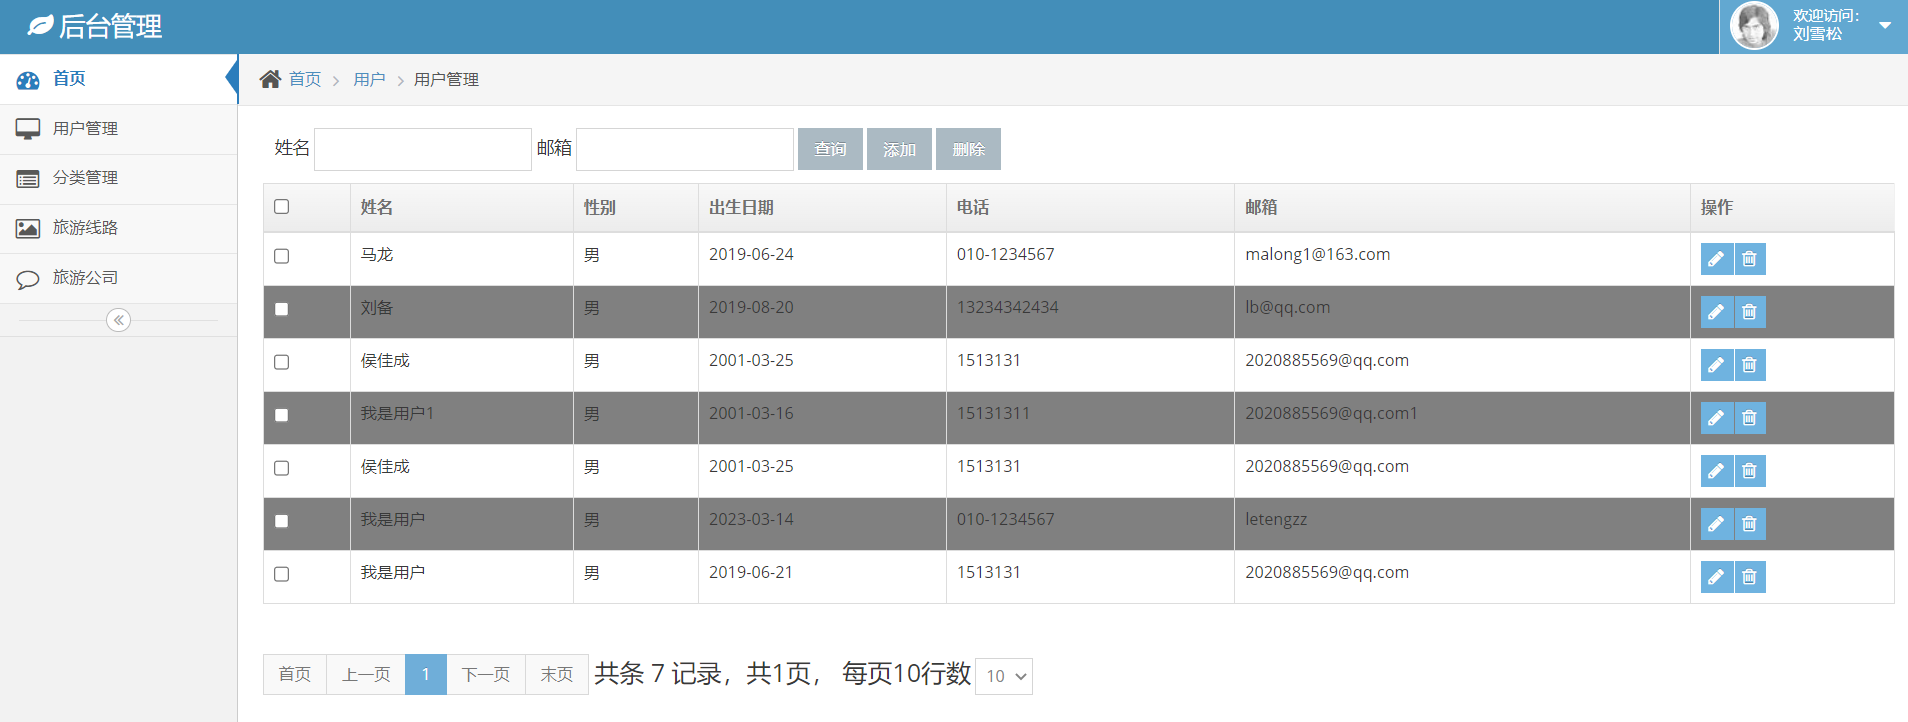 后台管理
欢迎访问：
刘雪松
首页
用户管理
分类管理
旅游线路
旅游公司
首页 用户 用户管理
姓名 邮箱 查询 添加 删除
姓名 性别 出生日期 电话 邮箱 操作
马龙 男 2019-06-24 010-1234567 malong1@163.com
刘备 男 2019-08-20 13234342434 lb@qq.com
侯佳成 男 2001-03-25 1513131 2020885569@qq.com
我是用户1 男 2001-03-16 15131311 2020885569@qq.com1
侯佳成 男 2001-03-25 1513131 2020885569@qq.com
我是用户 男 2023-03-14 010-1234567 letengzz
我是用户 男 2019-06-21 1513131 2020885569@qq.com
首页 上一页 1 下一页 末页 共条 7 记录，共1页， 每页10行数 10